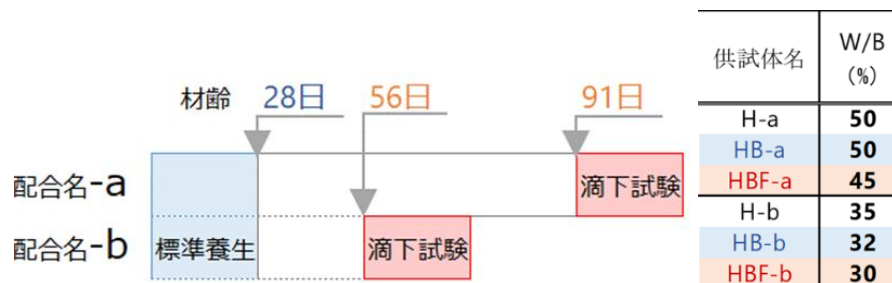 材齢 28日 56日 91日
配合名-a 滴下試験
配合名-b 標準養生 滴下試験
供試体名 W/B
(%)
H-a 50
HB-a 50
HBF-a 45
H-b 35
HB-b 32
HBF-b 30